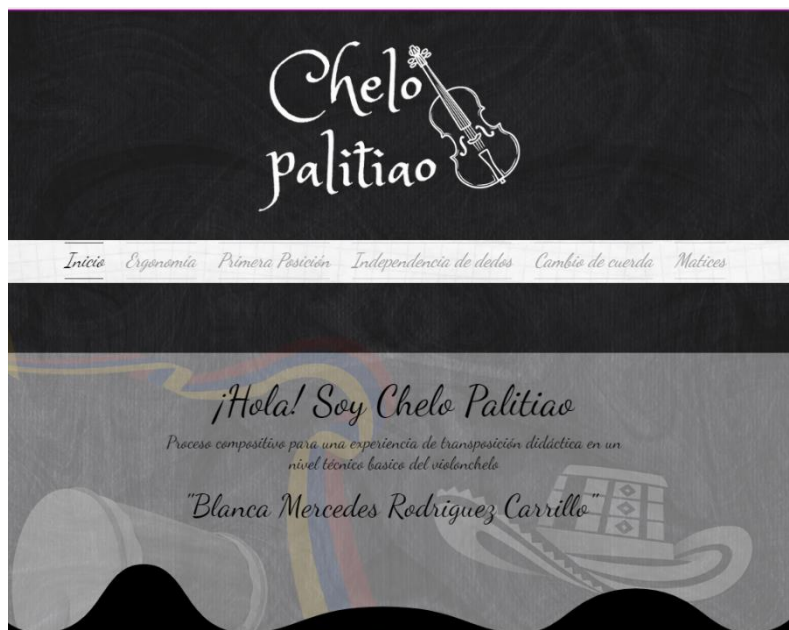 Chelo
palitiao
Inicio Ergonomía Primera Posición Independencia de dedos Cambio de cuerda Matices
¡Hola! Soy Chelo Palitiao
Proceso compositivo para una experiencia de transposición didáctica en un
nivel técnico basico del violonchelo
"Blanca Mercedes Rodriguez Carrillo"